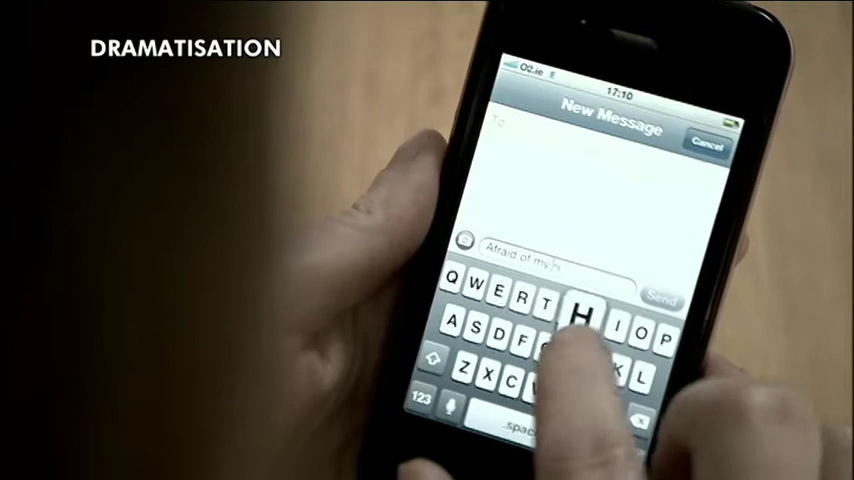 DRAMATISATION
O2.ie E
17:10
New Message
Cancel
To
Afraid of my h
Send
Q W E R T H I O P
A S D F K L
Z X C
123 space